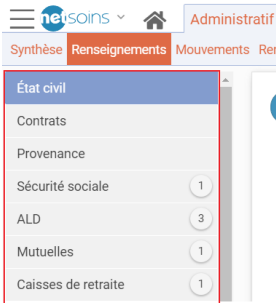 netsoins Administratif
Synthèse Renseignements Mouvements
État civil
Contrats
Provenance
Sécurité sociale 1
ALD 3
Mutuelles 1
Caisses de retraite 1